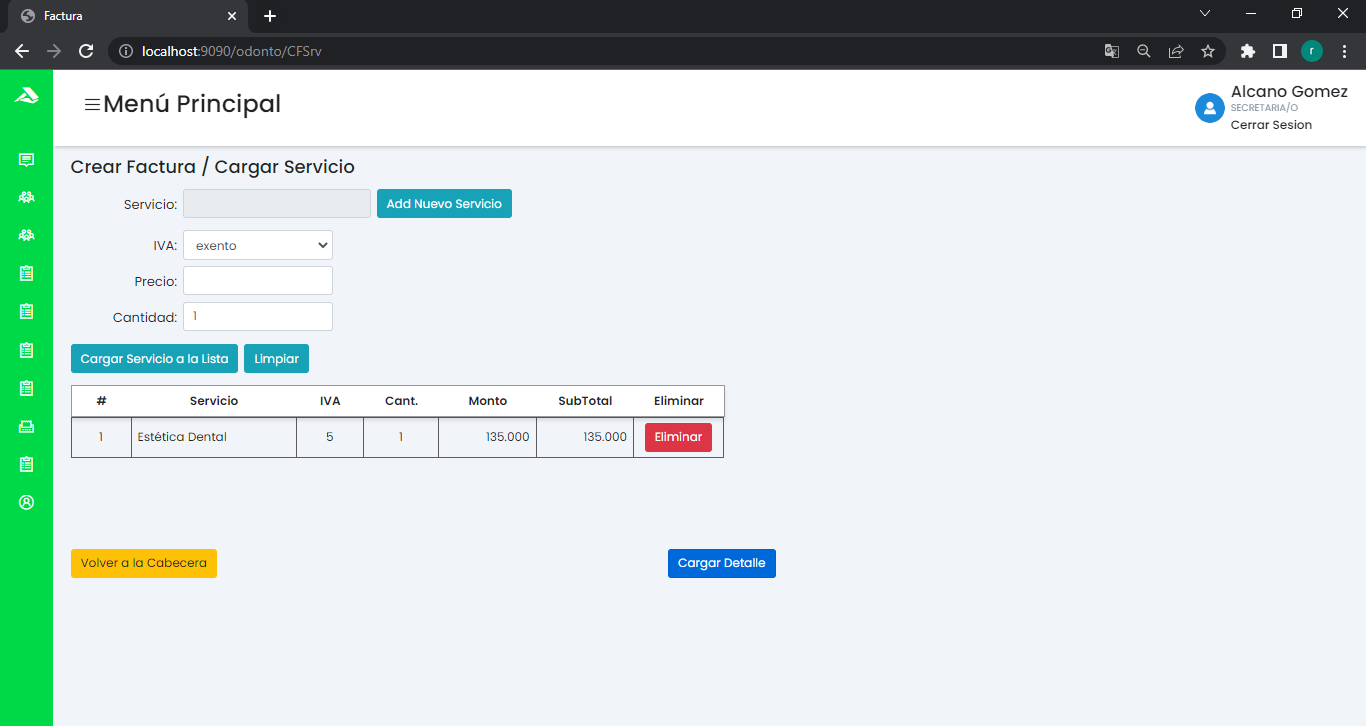 Factura
localhost:9090/odonto/CFSrv
r
Menú Principal
Alcano Gomez
SECRETARIA/O
Cerrar Sesion
Crear Factura / Cargar Servicio
Servicio: Add Nuevo Servicio
IVA: exento
Precio:
Cantidad: 1
Cargar Servicio a la Lista Limpiar
# Servicio IVA Cant. Monto SubTotal Eliminar
1 Estética Dental 5 1 135.000 135.000 Eliminar
Volver a la Cabecera Cargar Detalle